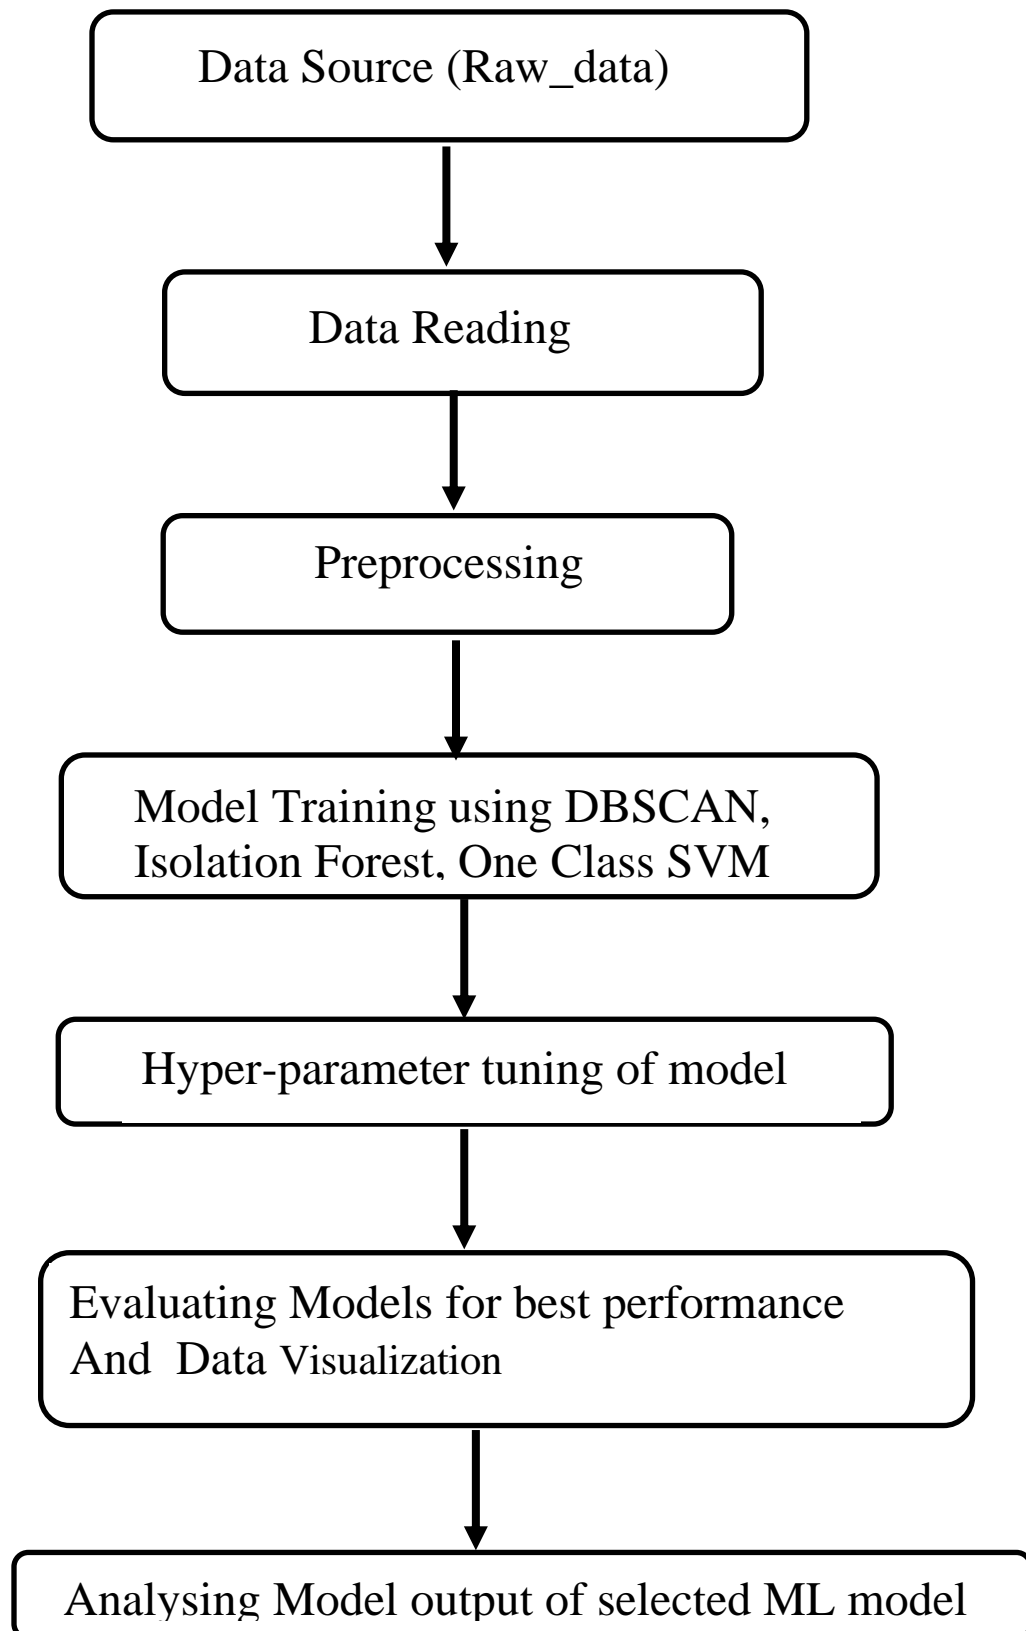 Data Source (Raw_data)
Data Reading
Preprocessing
Model Training using DBSCAN,
Isolation Forest, One Class SVM
Hyper-parameter tuning of model
Evaluating Models for best performance
And  Data Visualization
Analysing Model output of selected ML model